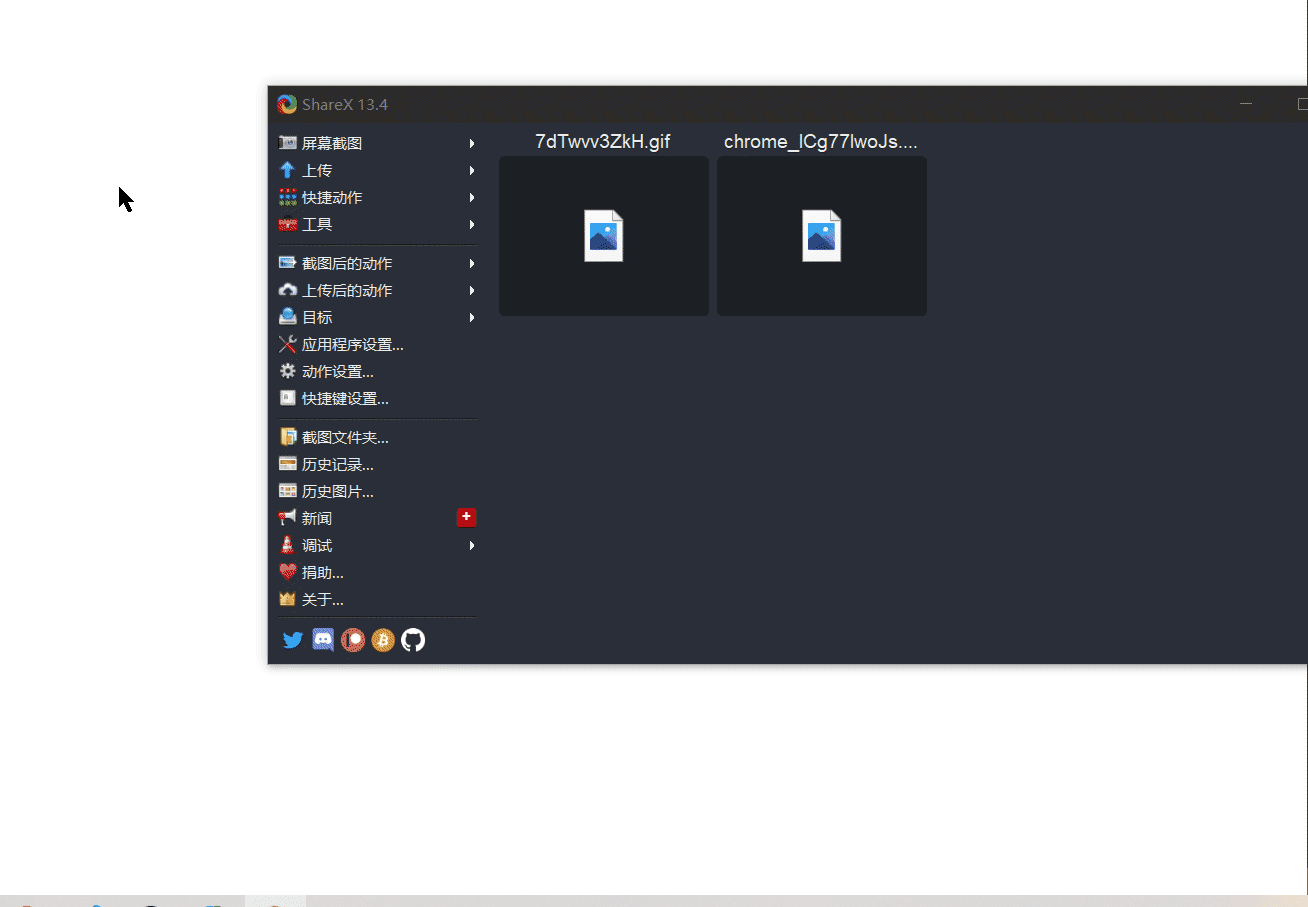 ShareX 13.4
屏幕截图
上传
快捷动作
工具
截图后的动作
上传后的动作
目标
应用程序设置...
动作设置...
快捷键设置...
截图文件夹...
历史记录...
历史图片...
新闻
调试
捐助...
关于...
7dTwvv3ZkH.gif
chrome_lCg77lwoJs....